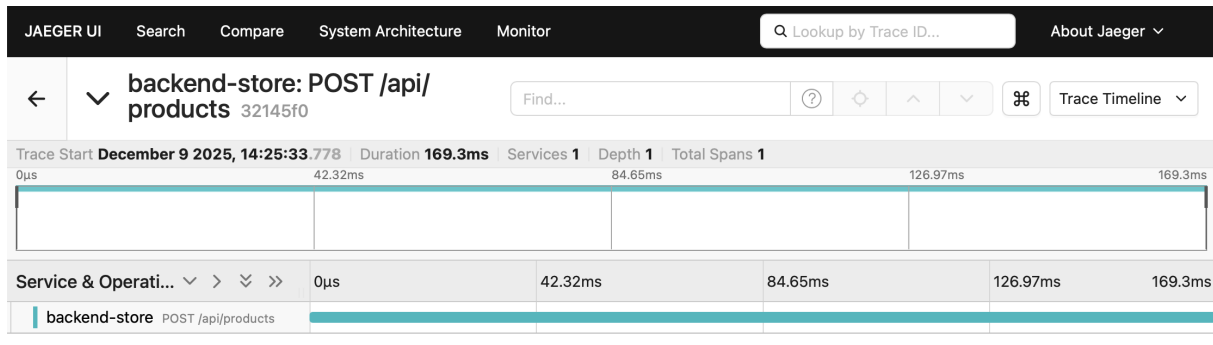 JAEGER UI Search Compare System Architecture Monitor Lookup by Trace ID... About Jaeger
backend-store: POST /api/
products 32145f0
Find... Trace Timeline
Trace Start December 9 2025, 14:25:33.778 Duration 169.3ms Services 1 Depth 1 Total Spans 1
0μs 42.32ms 84.65ms 126.97ms 169.3ms
Service & Operati... 0μs 42.32ms 84.65ms 126.97ms 169.3ms
backend-store POST /api/products